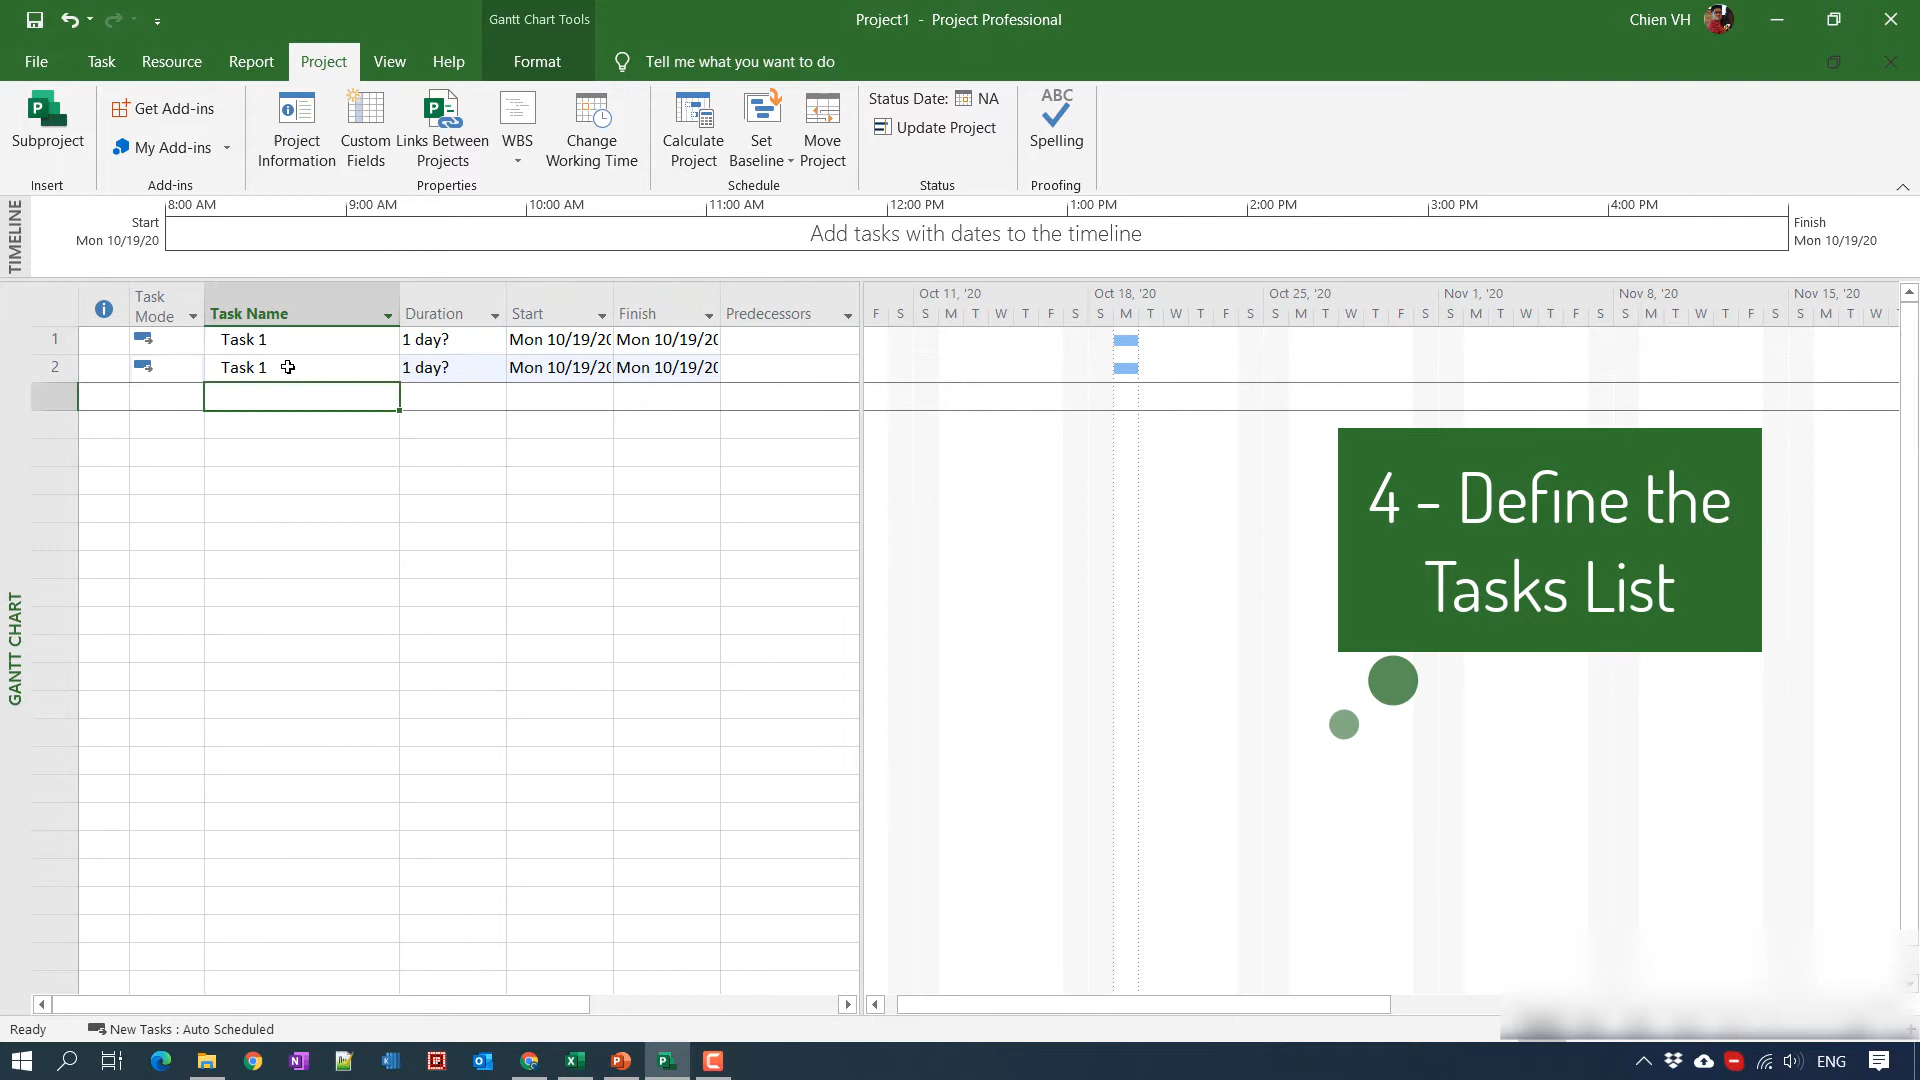 Gantt Chart Tools
Project1 - Project Professional
Chien VH
File Task Resource Report Project View Help Format Tell me what you want to do
Subproject
Insert
Get Add-ins
My Add-ins
Add-ins
Project Information
Custom Fields
Links Between Projects
WBS
Change Working Time
Properties
Calculate Project
Set Baseline
Move Project
Schedule
Status Date: NA
Update Project
Status
ABC
Spelling
Proofing
TIMELINE
8:00 AM 9:00 AM 10:00 AM 11:00 AM 12:00 PM 1:00 PM 2:00 PM 3:00 PM 4:00 PM
Start
Mon 10/19/20
Add tasks with dates to the timeline
Finish
Mon 10/19/20
Task Mode Task Name Duration Start Finish Predecessors
Oct 11, '20 Oct 18, '20 Oct 25, '20 Nov 1, '20 Nov 8, '20 Nov 15, '20
F S S M T W T F S S M T W T F S S M T W T F S S M T W T F S S M T W T F S S M T W
1 Task 1 1 day? Mon 10/19/20 Mon 10/19/20
2 Task 1 1 day? Mon 10/19/20 Mon 10/19/20
4 - Define the
Tasks List
GANTT CHART
Ready New Tasks : Auto Scheduled
ENG